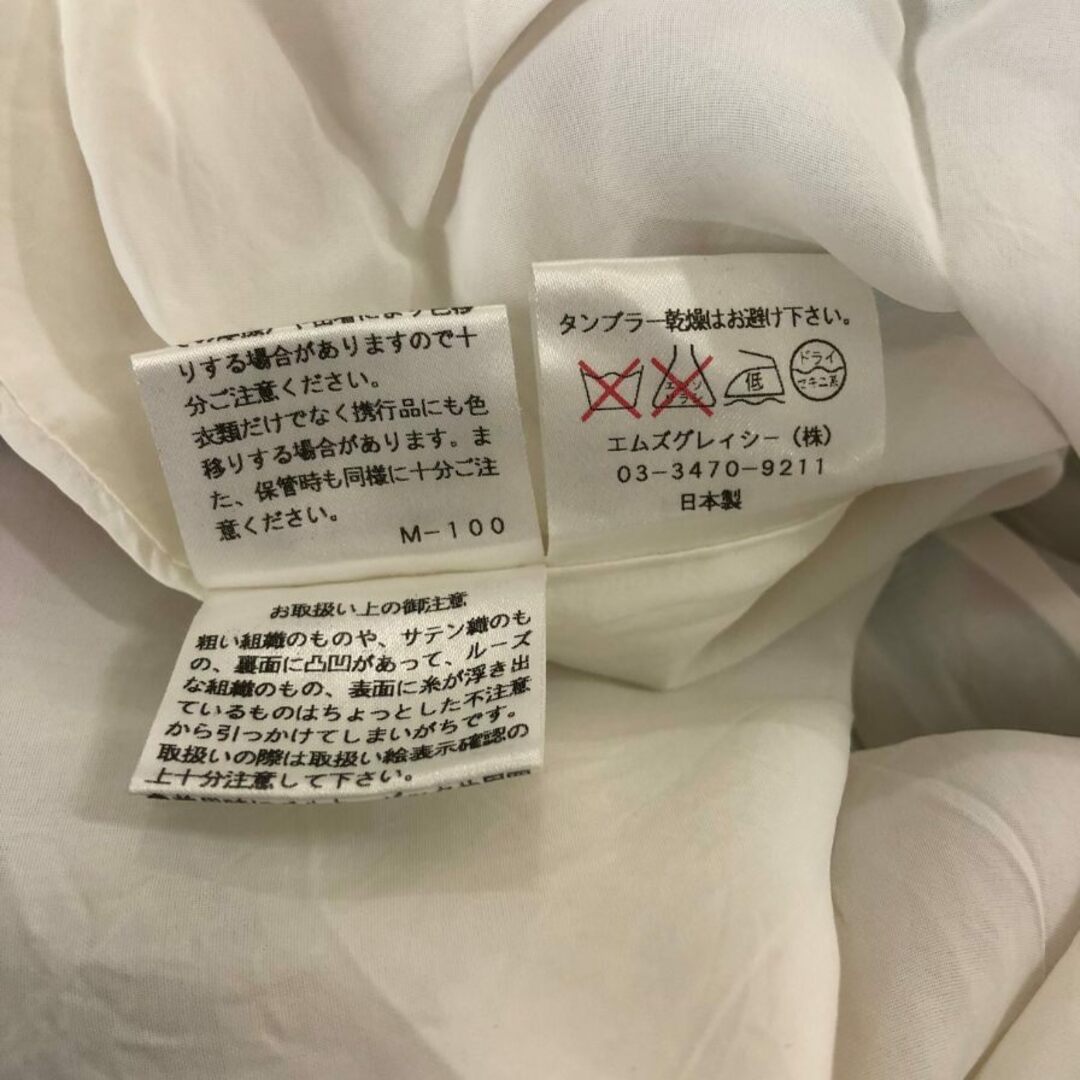 りする場合がありますので十
分ご注意ください。
衣類だけでなく携行品にも色
移りする場合があります。ま
た、保管時も同様に十分ご注
意ください。
M-100
お取扱い上の御注意
粗い組織のものや、サテン織のも
の、裏面に凸凹があって、ルーズ
な組織のもの、表面に糸が浮き出
ているものはちょっとした不注意
から引っかけてしまいがちです。
取扱いの際は取扱い絵表示確認の
上十分注意して下さい。
タンブラー乾燥はお避け下さい。
エンソ
サラシ
低
ドライ
セキユ系
エムズグレイシー(株)
03-3470-9211
日本製